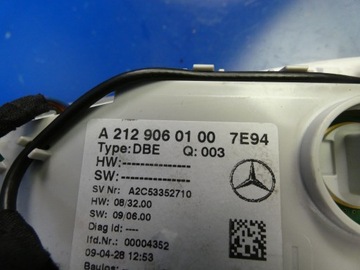 A 212 906 01 00 7E94
Type:DBE Q: 003
HW:---------------
SW:---------------
SV Nr: A2C53352710
HW: 08/32.00
SW: 09/06.00
Diag Id: ----
lfd.Nr.: 00004352
09-04-28 12:53